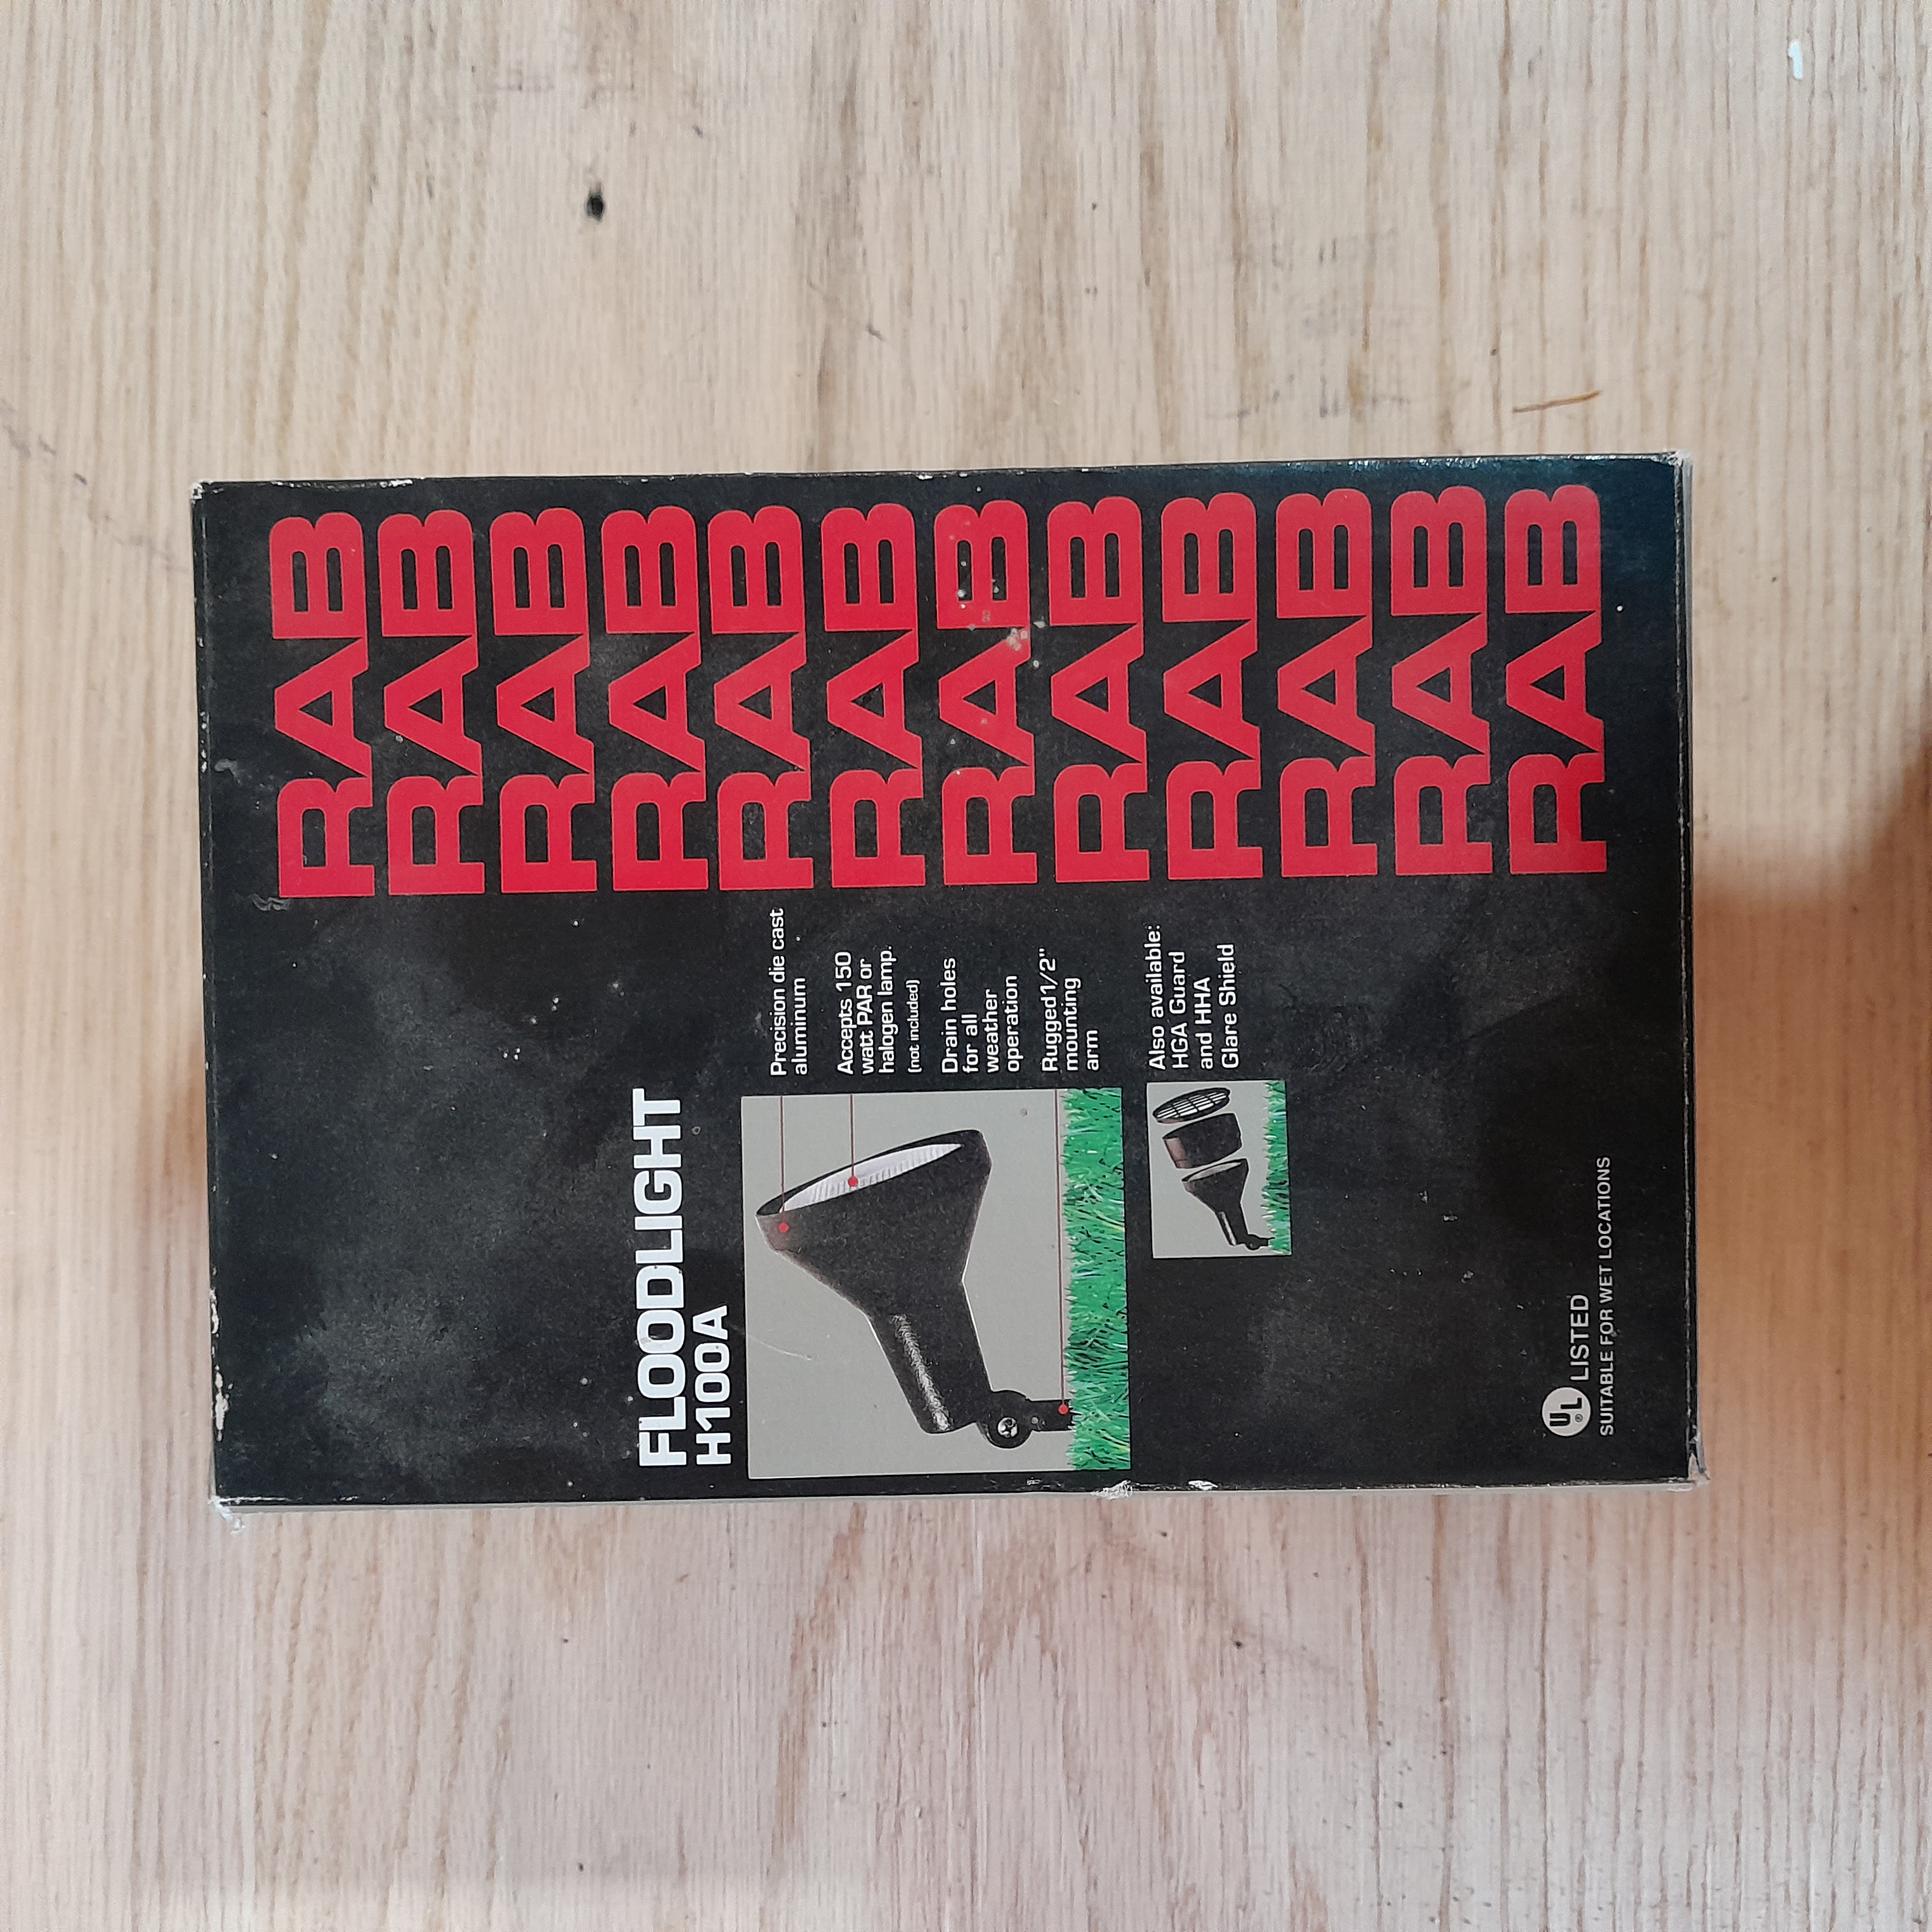 RAB
RAB
RAB
RAB
RAB
RAB
RAB
RAB
RAB
RAB
RAB
RAB
FLOODLIGHT
H100A
Precision die cast
aluminum
Accepts 150
watt PAR or
halogen lamp.
(not included)
Drain holes
for all
weather
operation
Rugged 1/2"
mounting
arm
Also available:
HGA Guard
and HHA
Glare Shield
UL LISTED
SUITABLE FOR WET LOCATIONS